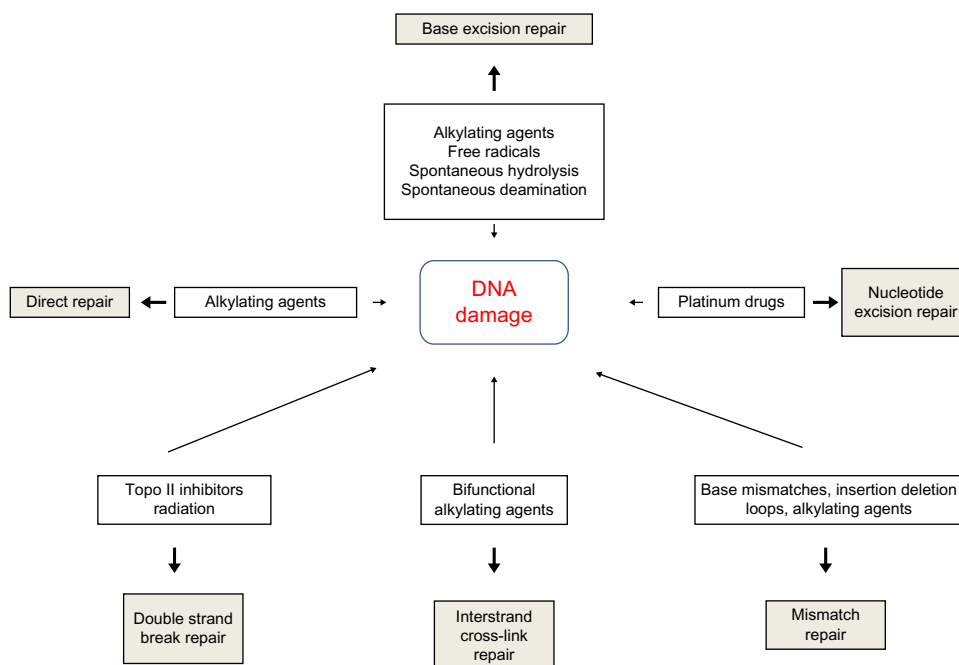 Base excision repair
Alkylating agents
Free radicals
Spontaneous hydrolysis
Spontaneous deamination
Direct repair
Alkylating agents
DNA
damage
Platinum drugs
Nucleotide
excision repair
Topo II inhibitors
radiation
Bifunctional
alkylating agents
Base mismatches, insertion deletion
loops, alkylating agents
Double strand
break repair
Interstrand
cross-link
repair
Mismatch
repair